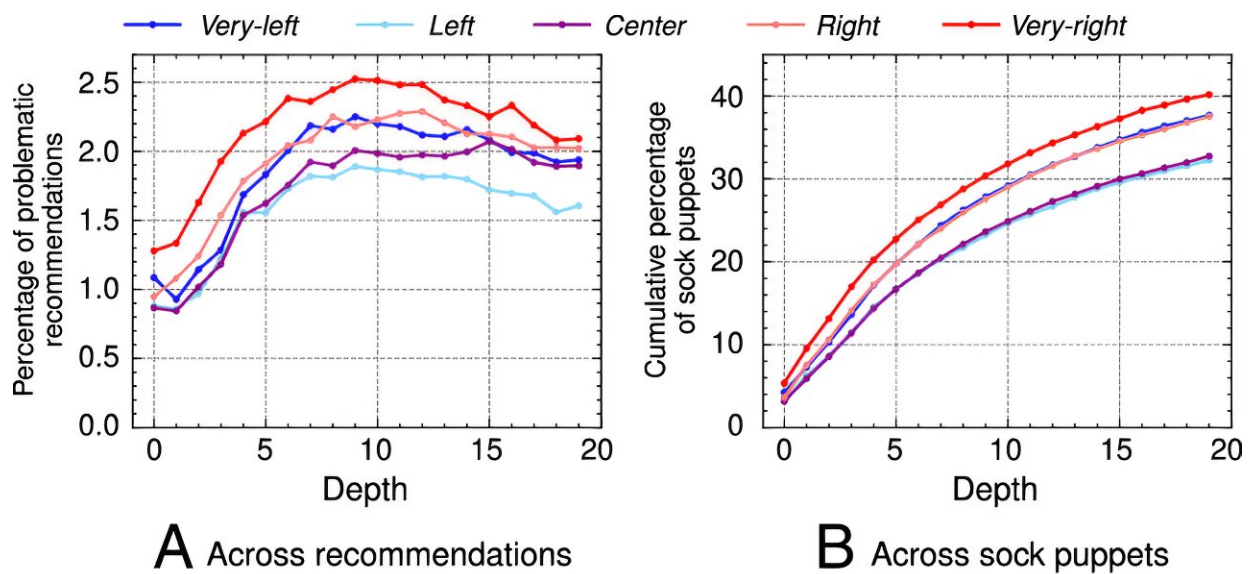 Very-left Left Center Right Very-right
Percentage of problematic
recommendations
2.5
2.0
1.5
1.0
0.5
0.0
0 5 10 15 20
Depth
A Across recommendations
Cumulative percentage
of sock puppets
40
30
20
10
0
0 5 10 15 20
Depth
B Across sock puppets